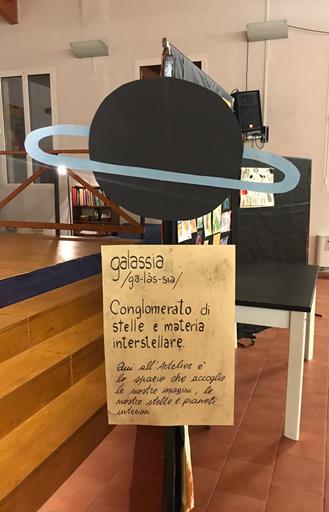 galassia
/ga-làs-sia/
Conglomerato di
stelle e materia
interstellare.
Qui all'Atelier è
lo spazio che accoglie
le nostre immagini, le
nostre stelle e pianeti
interiori.